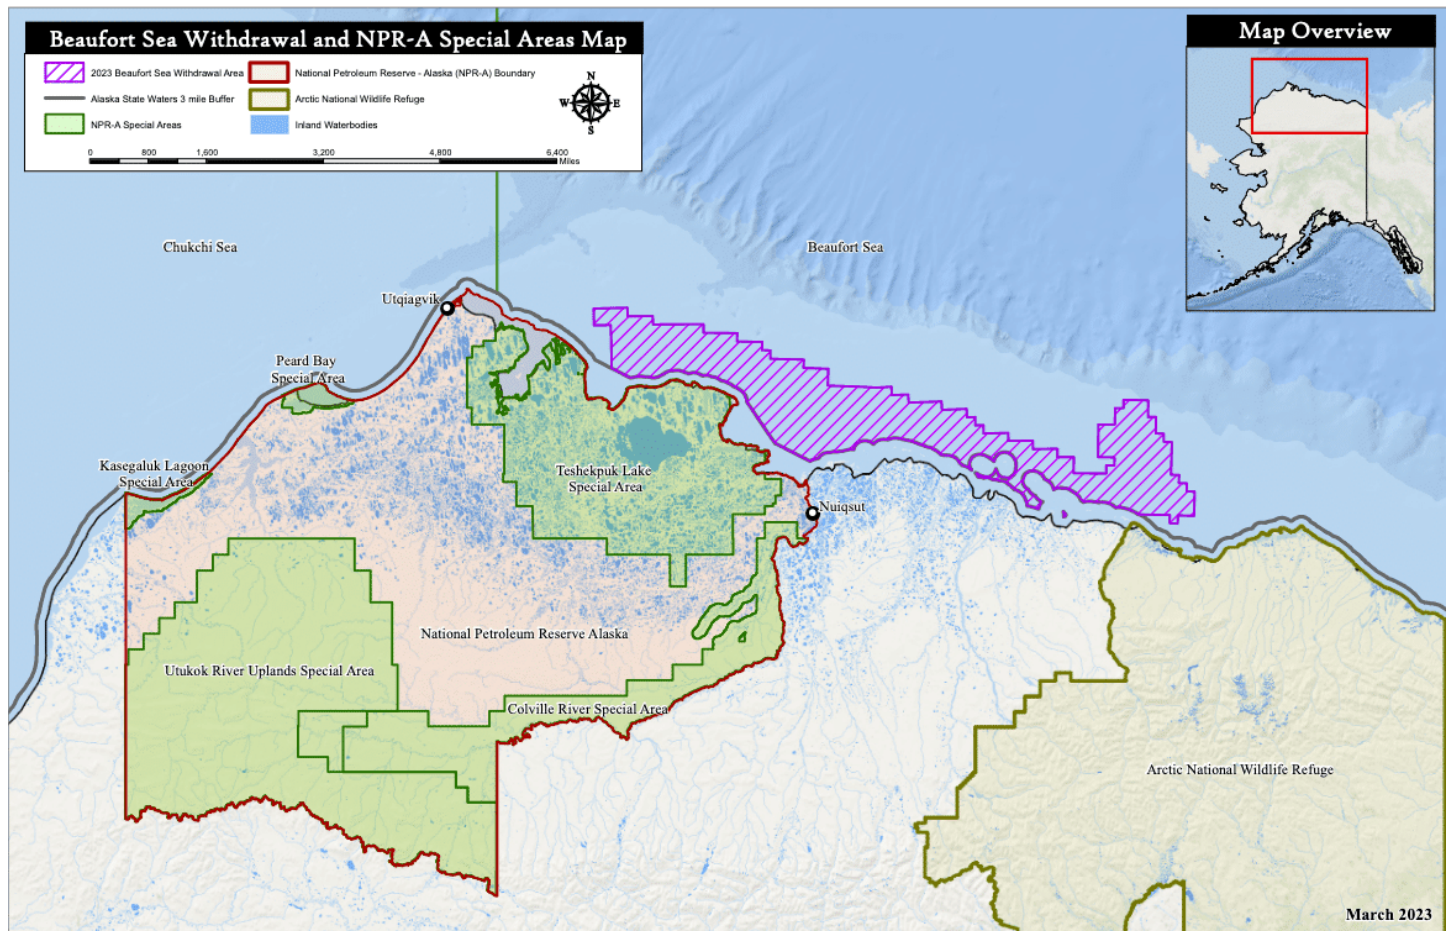 Beaufort Sea Withdrawal and NPR-A Special Areas Map
2023 Beaufort Sea Withdrawal Area
National Petroleum Reserve - Alaska (NPR-A) Boundary
Alaska State Waters 3 mile Buffer
Arctic National Wildlife Refuge
NPR-A Special Areas
Inland Waterbodies
N
W E
S
0 800 1,600 3,200 4,800 6,400
Miles
Map Overview
Chukchi Sea
Beaufort Sea
Utqiagvik
Peard Bay
Special Area
Kasegaluk Lagoon
Special Area
Teshekpuk Lake
Special Area
Nuiqsut
National Petroleum Reserve Alaska
Utukok River Uplands Special Area
Colville River Special Area
Arctic National Wildlife Refuge
March 2023